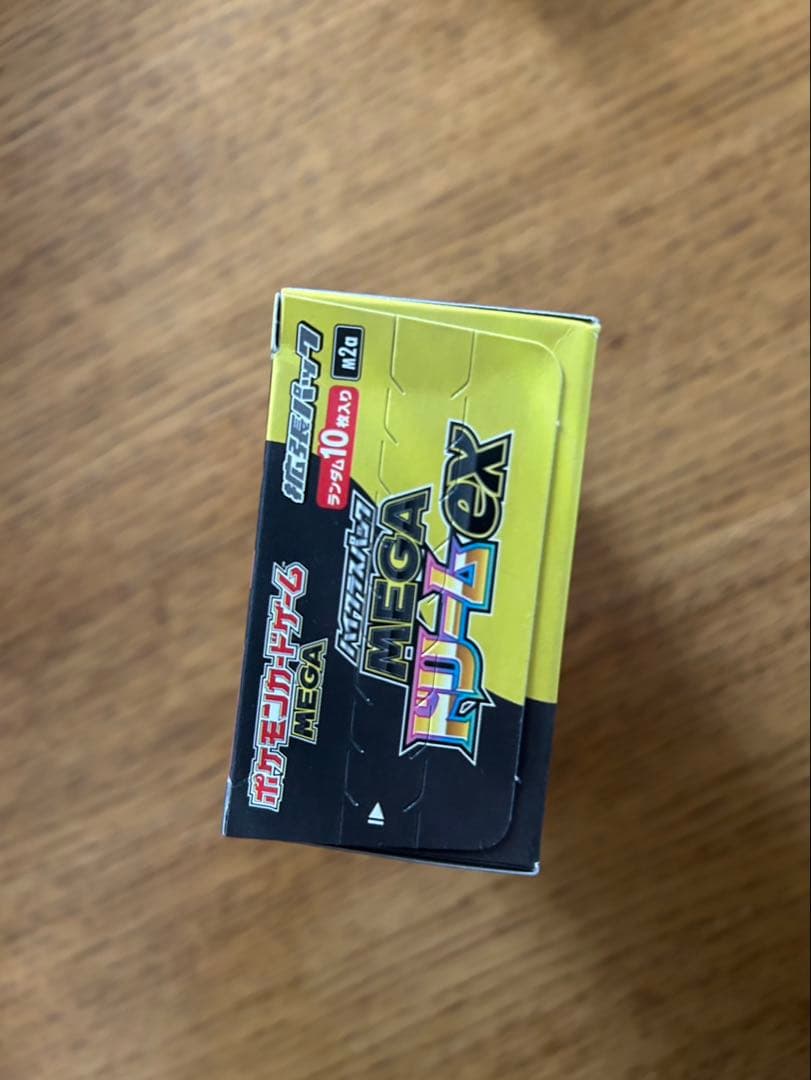 ポケモンカードゲーム
MEGA
拡張パック
ランダム10枚入り
M2a
ハイクラスパック
MEGA
ドリームex